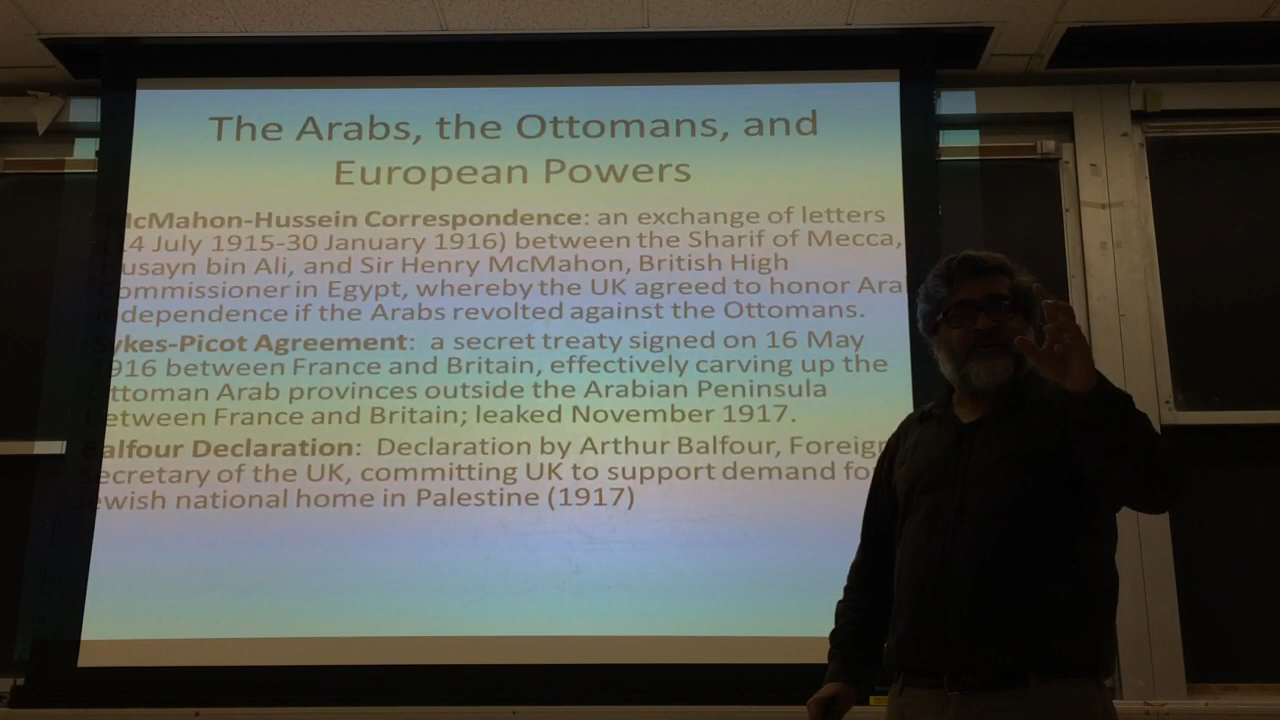 The Arabs, the Ottomans, and
European Powers
McMahon-Hussein Correspondence: an exchange of letters
(14 July 1915-30 January 1916) between the Sharif of Mecca,
Husayn bin Ali, and Sir Henry McMahon, British High
Commissioner in Egypt, whereby the UK agreed to honor Ara
independence if the Arabs revolted against the Ottomans.
Sykes-Picot Agreement: a secret treaty signed on 16 May
1916 between France and Britain, effectively carving up the
Ottoman Arab provinces outside the Arabian Peninsula
between France and Britain; leaked November 1917.
Balfour Declaration: Declaration by Arthur Balfour, Foreign
Secretary of the UK, committing UK to support demand for
Jewish national home in Palestine (1917)